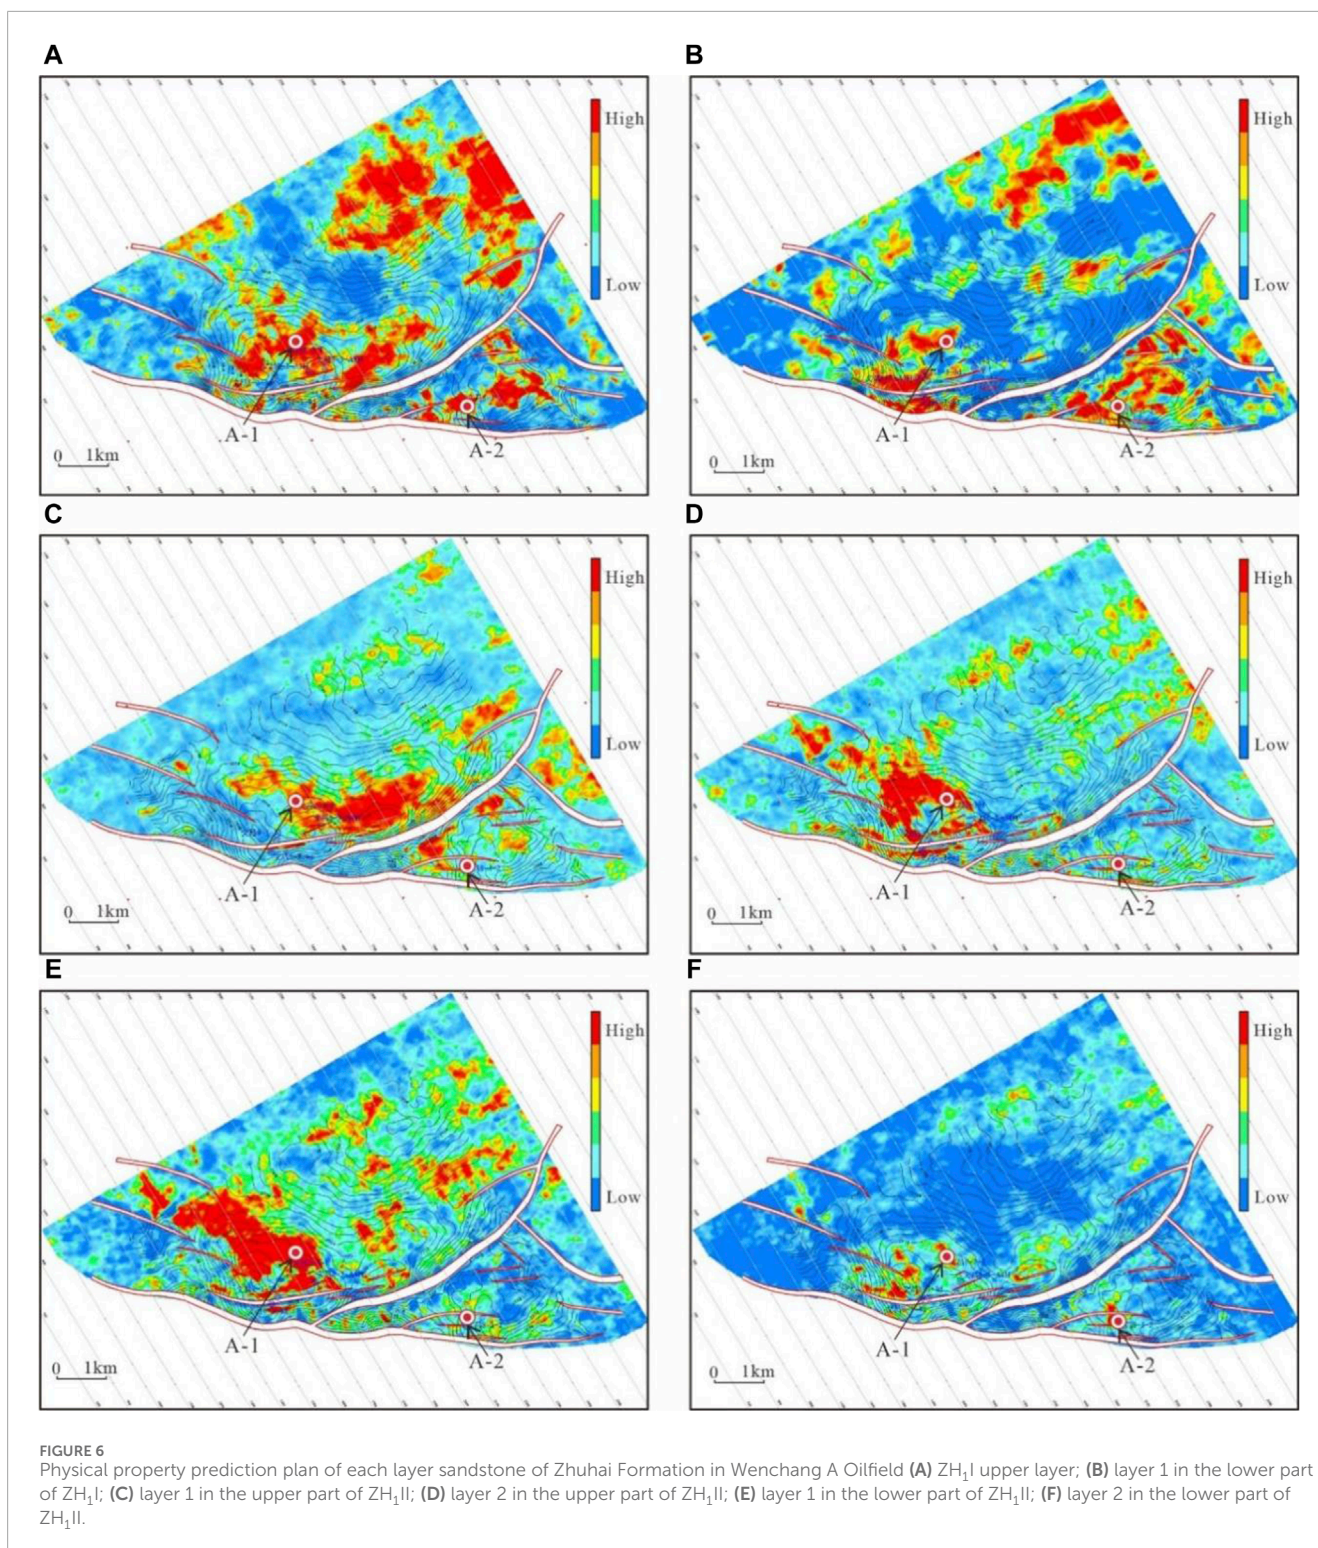 A
B
High
Low
A-1
A-2
0 1km
High
Low
A-1
A-2
0 1km
C
D
High
Low
A-1
A-2
0 1km
High
Low
A-1
A-2
0 1km
E
F
High
Low
A-1
A-2
0 1km
High
Low
A-1
A-2
0 1km
FIGURE 6
Physical property prediction plan of each layer sandstone of Zhuhai Formation in Wenchang A Oilfield (A) ZH₁I upper layer; (B) layer 1 in the lower part
of ZH₁I; (C) layer 1 in the upper part of ZH₁II; (D) layer 2 in the upper part of ZH₁II; (E) layer 1 in the lower part of ZH₁II; (F) layer 2 in the lower part of
ZH₁II.